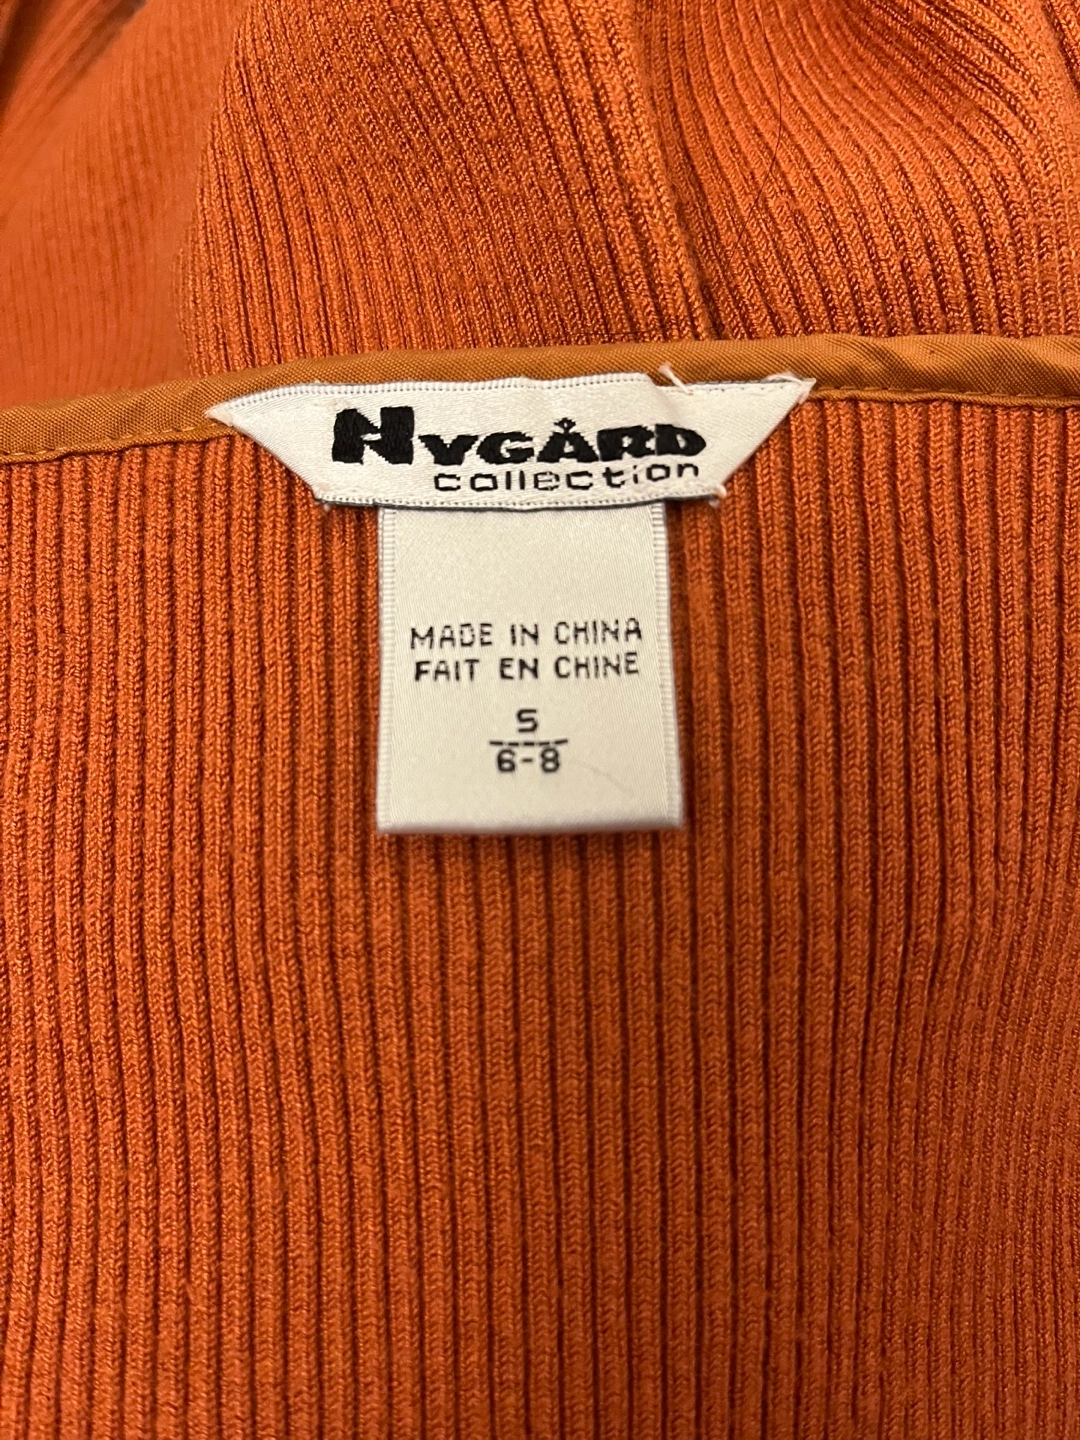 NYGÅRD
collection
MADE IN CHINA
FAIT EN CHINE
S
6-8